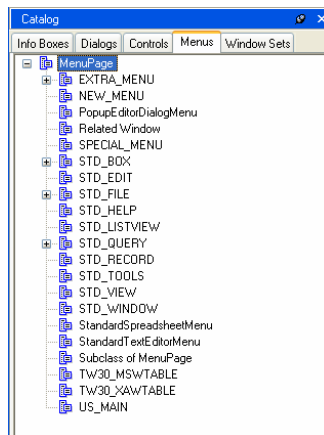 Catalog
Info Boxes Dialogs Controls Menus Window Sets
MenuPage
EXTRA_MENU
NEW_MENU
PopupEditorDialogMenu
Related Window
SPECIAL_MENU
STD_BOX
STD_EDIT
STD_FILE
STD_HELP
STD_LISTVIEW
STD_QUERY
STD_RECORD
STD_TOOLS
STD_VIEW
STD_WINDOW
StandardSpreadsheetMenu
StandardTextEditorMenu
Subclass of MenuPage
TW30_MSWTABLE
TW30_XAWTABLE
US_MAIN